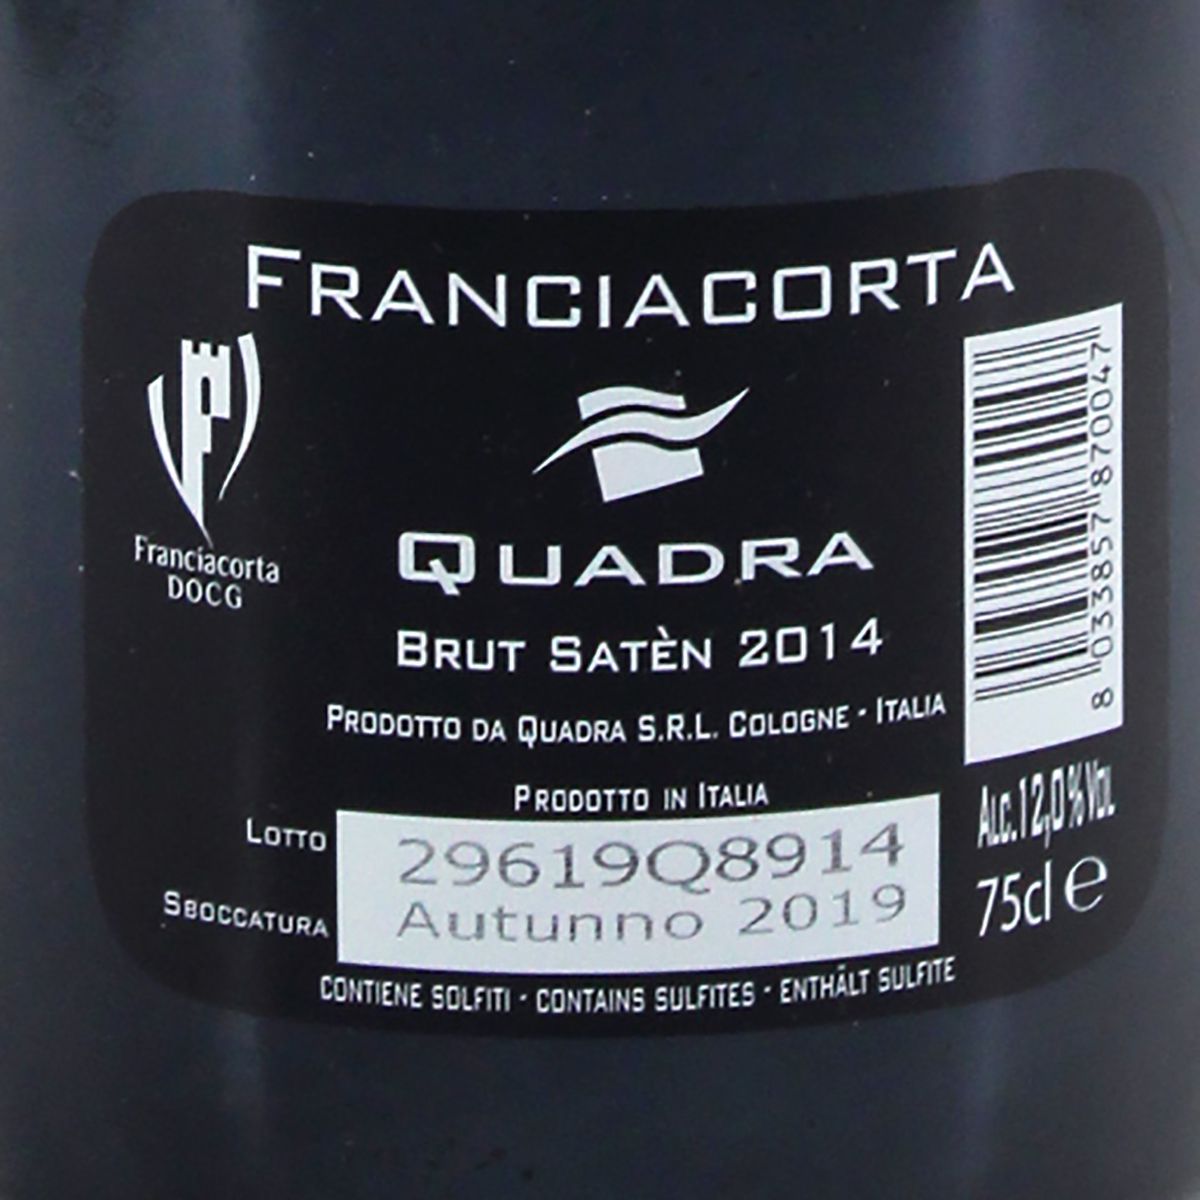 FRANCIACORTA
Franciacorta
DOCG
QUADRA
BRUT SATÈN 2014
PRODOTTO DA QUADRA S.R.L. COLOGNE - ITALIA
PRODOTTO IN ITALIA
LOTTO 29619Q8914
SBOCCATURA Autunno 2019
CONTIENE SOLFITI - CONTAINS SULFITES - ENTHÄLT SULFITE
8 033857 870047
ALC.12,0%VOL
75cl e